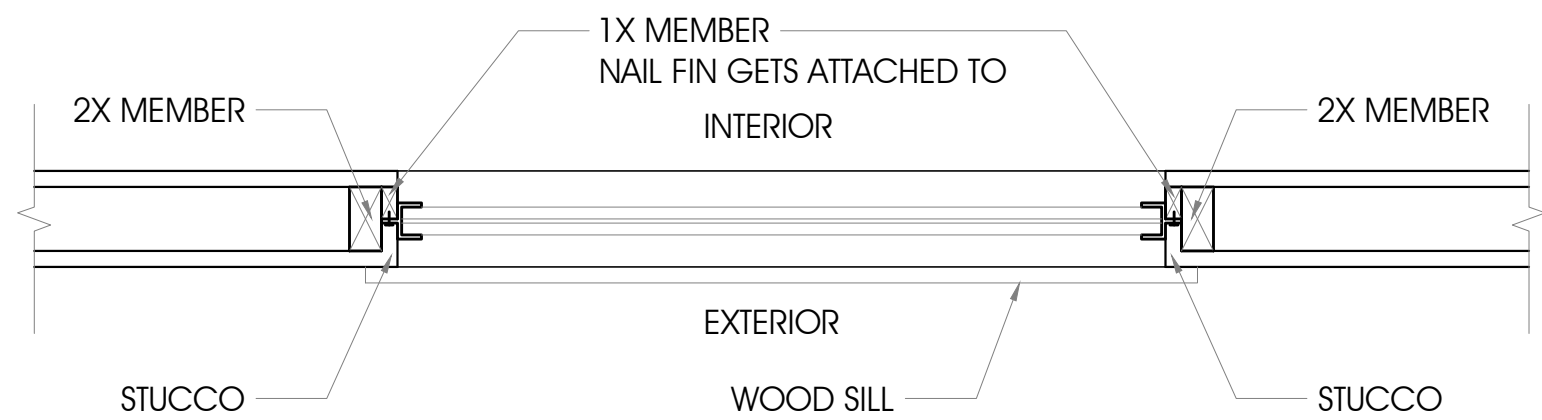 1X MEMBER
NAIL FIN GETS ATTACHED TO
2X MEMBER
INTERIOR
2X MEMBER
EXTERIOR
STUCCO
WOOD SILL
STUCCO